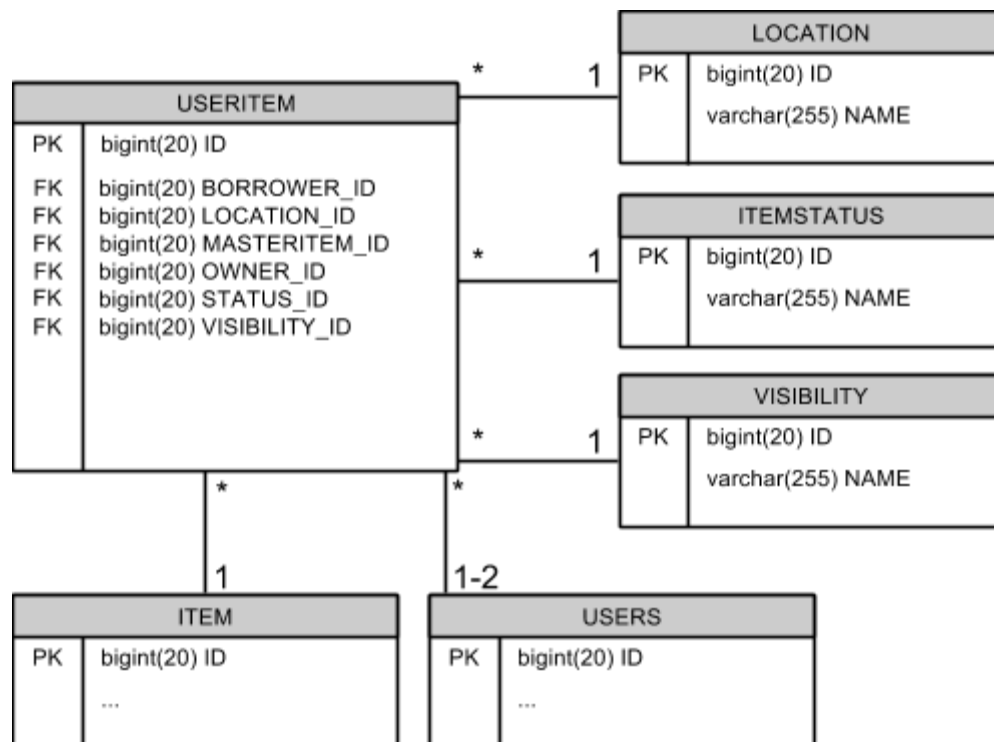 USERITEM
PK bigint(20) ID
FK bigint(20) BORROWER_ID
FK bigint(20) LOCATION_ID
FK bigint(20) MASTERITEM_ID
FK bigint(20) OWNER_ID
FK bigint(20) STATUS_ID
FK bigint(20) VISIBILITY_ID
* 1
LOCATION
PK bigint(20) ID
varchar(255) NAME
* 1
ITEMSTATUS
PK bigint(20) ID
varchar(255) NAME
* 1
VISIBILITY
PK bigint(20) ID
varchar(255) NAME
*
1
ITEM
PK bigint(20) ID
...
*
1-2
USERS
PK bigint(20) ID
...